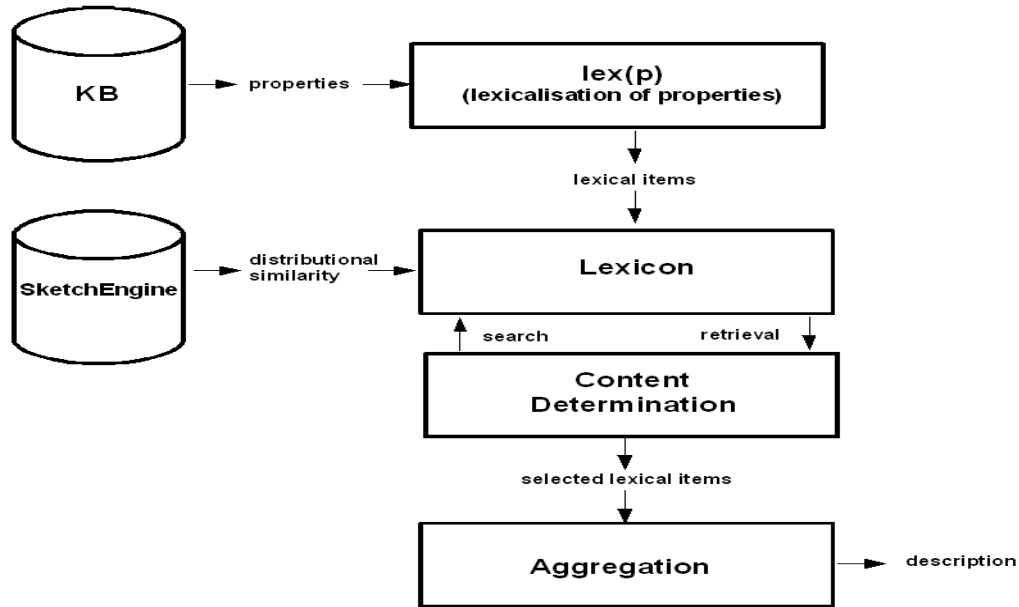 KB
properties
lex(p)
(lexicalisation of properties)
lexical items
SketchEngine
distributional
similarity
Lexicon
search
retrieval
Content
Determination
selected lexical items
Aggregation
description